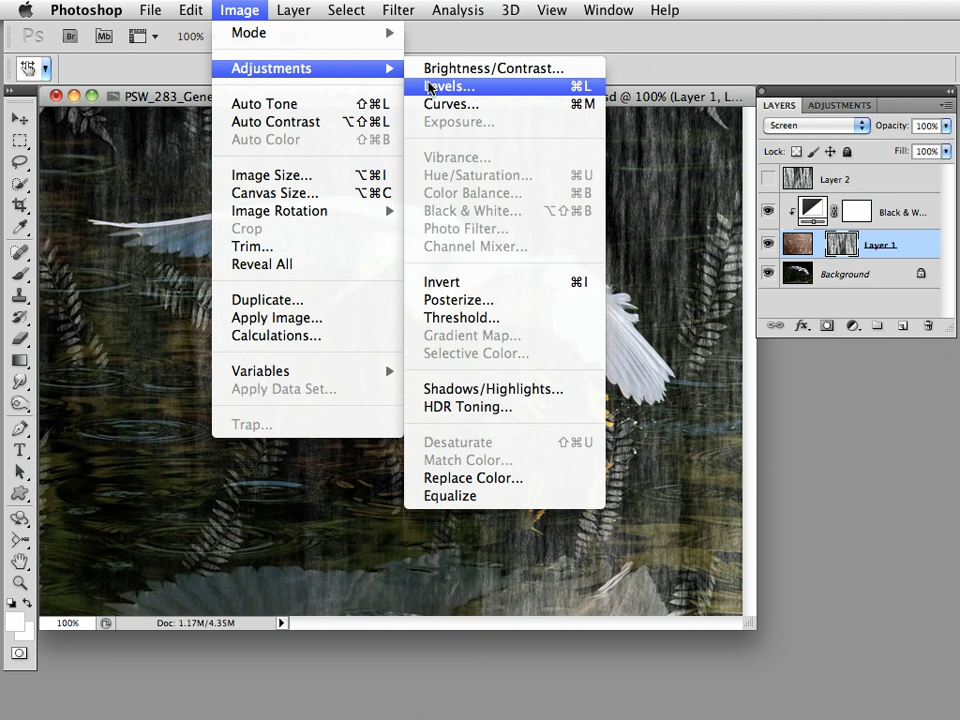 Photoshop File Edit Image Layer Select Filter Analysis 3D View Window Help
Ps Br Mb 100%
PSW_283_Gene
sd @ 100% (Layer 1, L...
Mode
Adjustments
Auto Tone ⇧⌘L
Auto Contrast ⌥⇧⌘L
Auto Color ⇧⌘B
Image Size... ⌥⌘I
Canvas Size... ⌥⌘C
Image Rotation
Crop
Trim...
Reveal All
Duplicate...
Apply Image...
Calculations...
Variables
Apply Data Set...
Trap...
Brightness/Contrast...
Levels... ⌘L
Curves... ⌘M
Exposure...
Vibrance...
Hue/Saturation... ⌘U
Color Balance... ⌘B
Black & White... ⌥⇧⌘B
Photo Filter...
Channel Mixer...
Invert ⌘I
Posterize...
Threshold...
Gradient Map...
Selective Color...
Shadows/Highlights...
HDR Toning...
Desaturate ⇧⌘U
Match Color...
Replace Color...
Equalize
LAYERS ADJUSTMENTS
Screen Opacity: 100%
Lock: Fill: 100%
Layer 2
Black & W...
Layer 1
Background
fx
T
100% Doc: 1.17M/4.35M